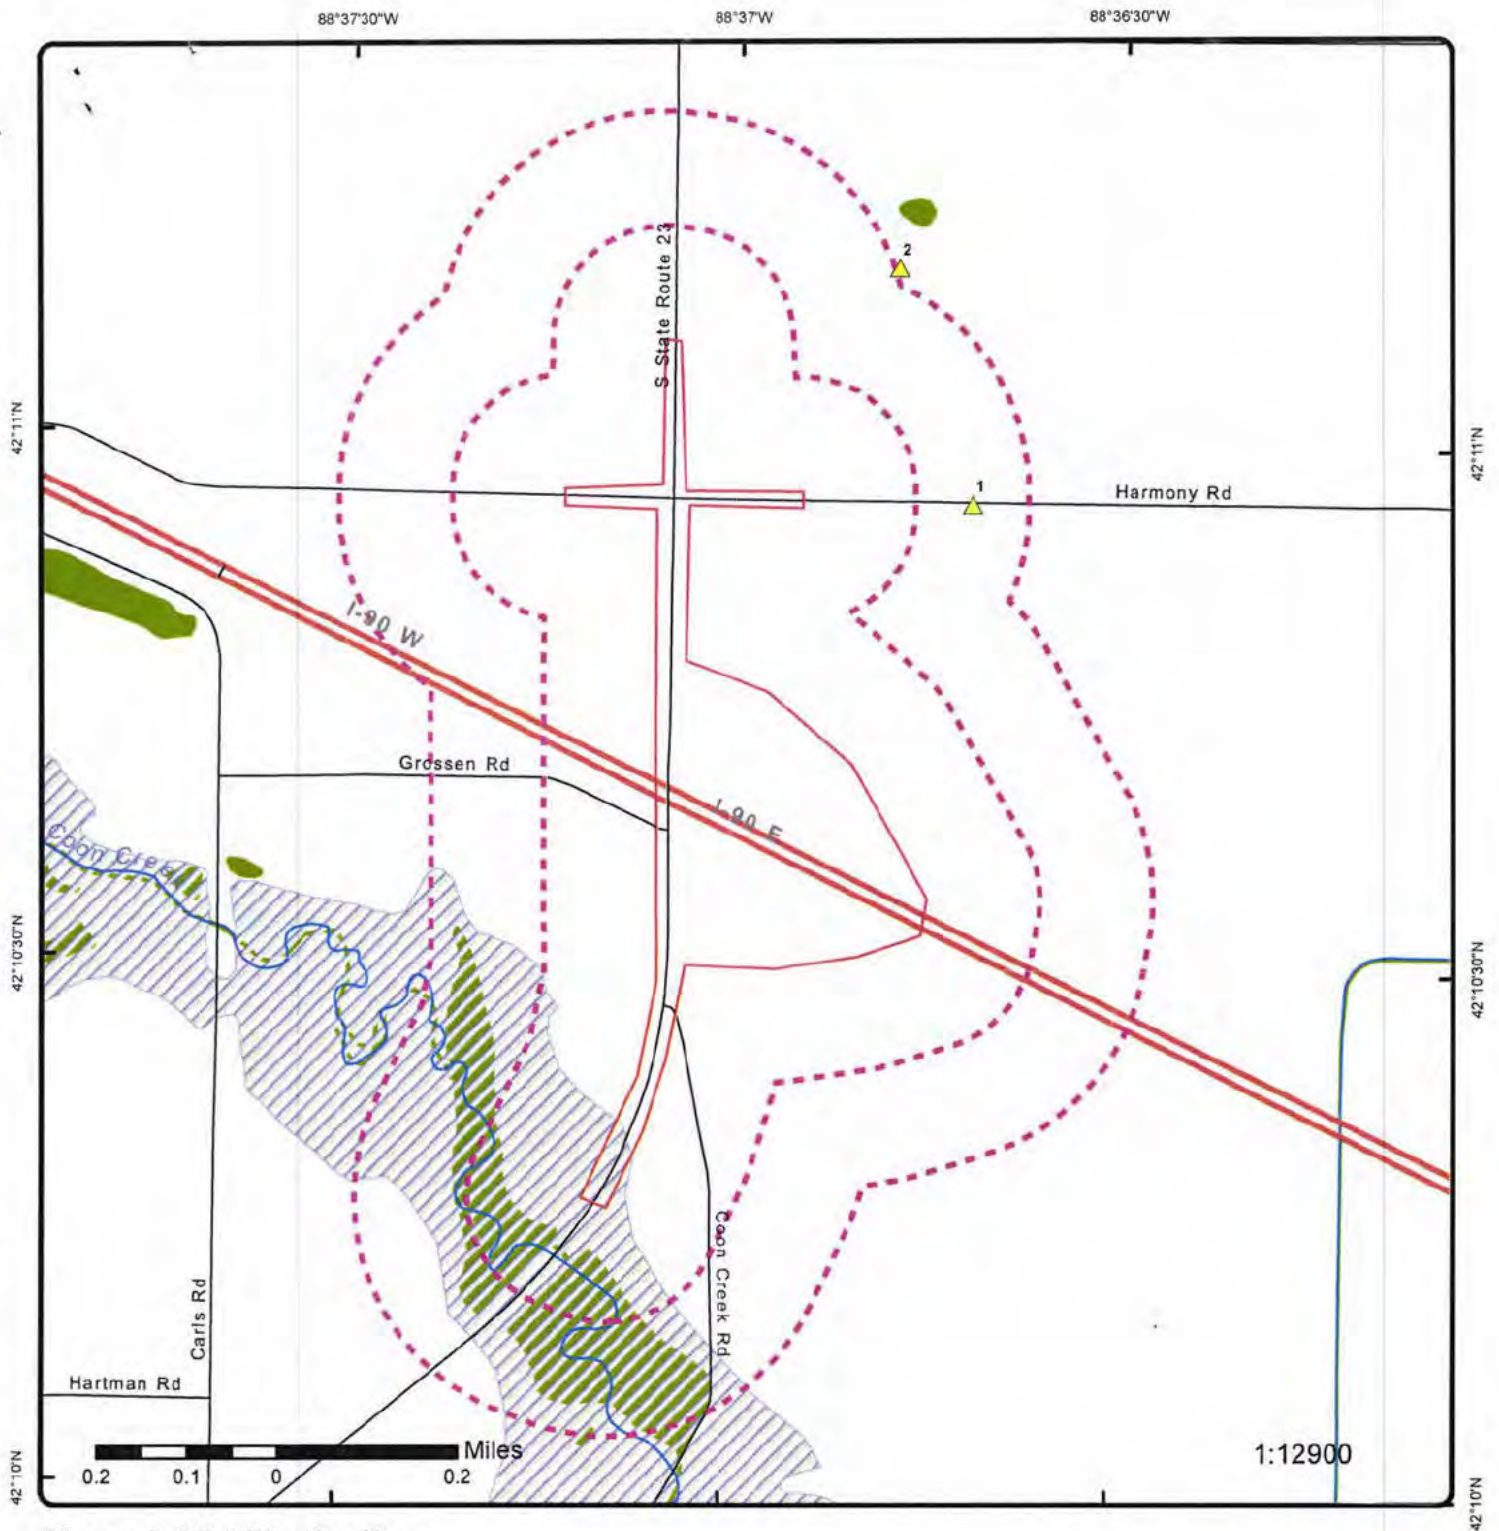 88°37'30"W
88°37'W
88°36'30"W
2
S State Route 23
42°11'N
42°11'N
1
Harmony Rd
I-90 W
Grossen Rd
I-90 E
Coon Creek
42°10'30"N
42°10'30"N
Coon Creek Rd
Carls Rd
Hartman Rd
Miles
1:12900
0.2
0.1
0
0.2
42°10'N
42°10'N